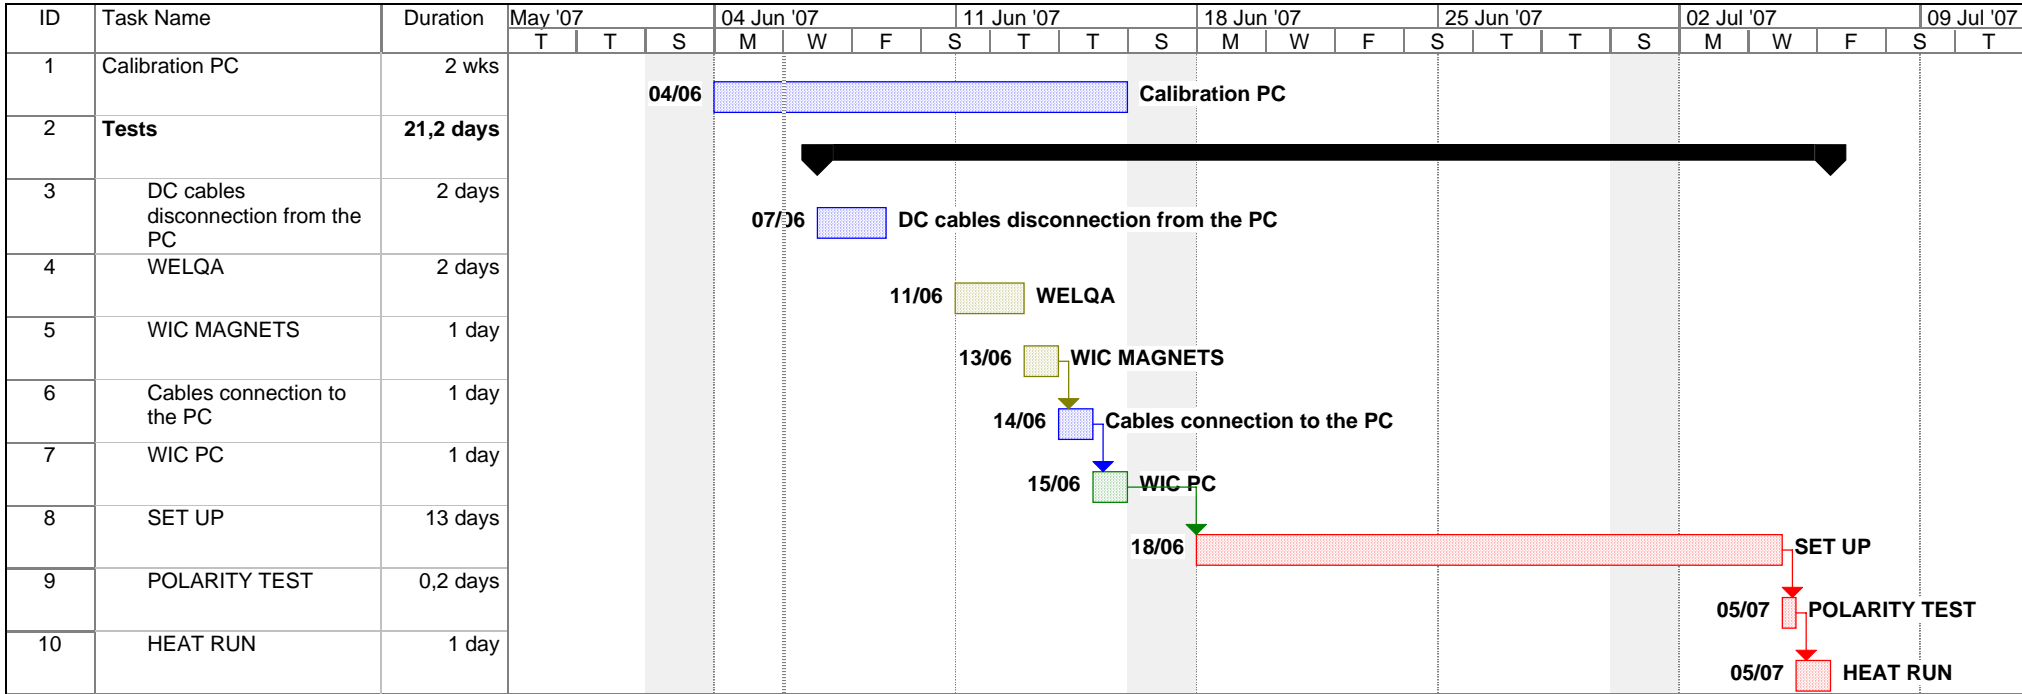 ID Task Name Duration May '07 04 Jun '07 11 Jun '07 18 Jun '07 25 Jun '07 02 Jul '07 09 Jul '07
T T S M W F S T T S M W F S T T S M W F S T
1 Calibration PC 2 wks 04/06 Calibration PC
2 Tests 21,2 days
3 DC cables 2 days
disconnection from the 07/06 DC cables disconnection from the PC
PC
4 WELQA 2 days
11/06 WELQA
5 WIC MAGNETS 1 day
13/06 WIC MAGNETS
6 Cables connection to 1 day
the PC 14/06 Cables connection to the PC
7 WIC PC 1 day
15/06 WIC PC
8 SET UP 13 days
18/06 SET UP
9 POLARITY TEST 0,2 days
05/07 POLARITY TEST
10 HEAT RUN 1 day
05/07 HEAT RUN